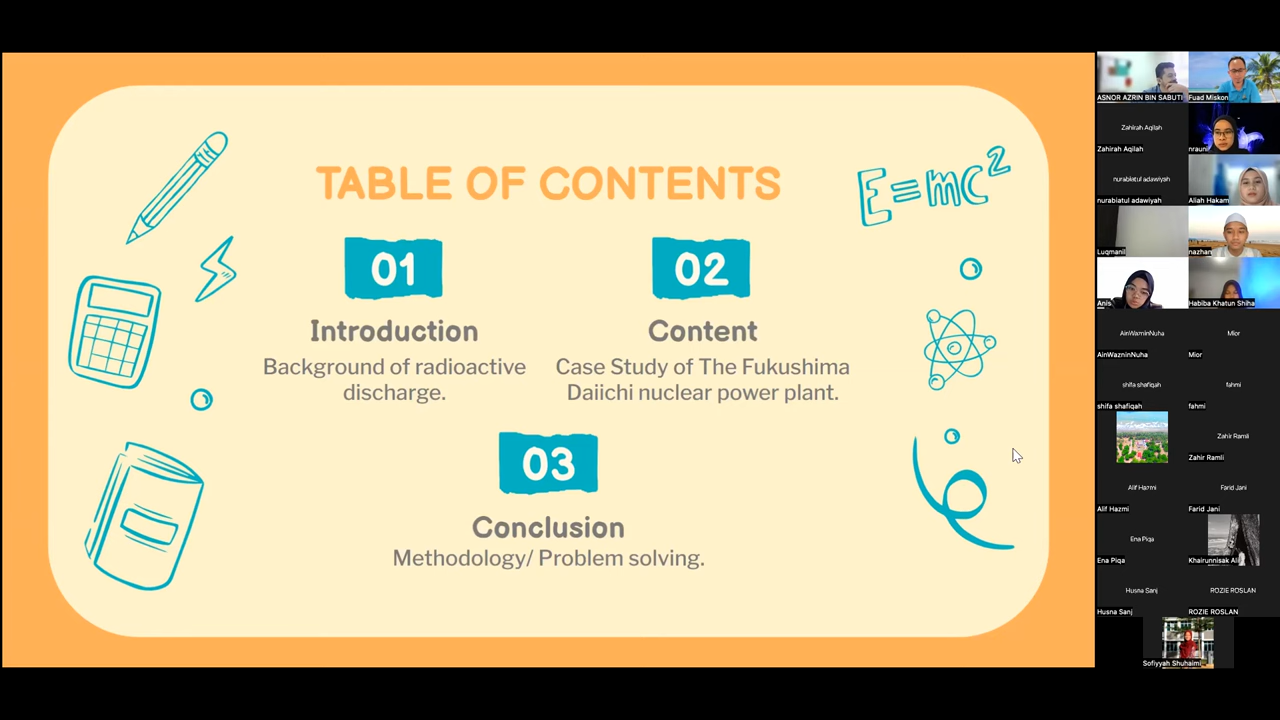 TABLE OF CONTENTS
E=mc²
01
02
Introduction
Content
Background of radioactive
discharge.
Case Study of The Fukushima
Daiichi nuclear power plant.
03
Conclusion
Methodology/ Problem solving.
ASNOR AZRIN BIN SABUTI
Fuad Miskon
Zahirah Aqilah
Zahirah Aqilah
nraun
nurabiatul adawiyah
nurabiatul adawiyah
Aliah Hakam
Luqmanil
nazhan
Anis
Habiba Khatun Shiha
AinWazninNuha
Mior
AinWazninNuha
Mior
shifa shafiqah
fahmi
shifa shafiqah
fahmi
Zahir Ramli
Zahir Ramli
Alif Hazmi
Farid Jani
Alif Hazmi
Farid Jani
Ena Piqa
Ena Piqa
Khairunnisak Ali
Husna Sanj
ROZIE ROSLAN
Husna Sanj
ROZIE ROSLAN
Sofiyyah Shuhaimi